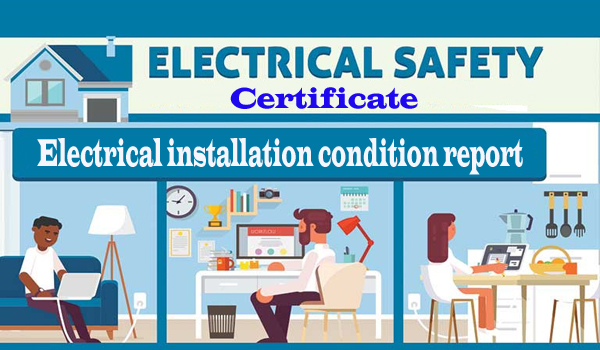 ELECTRICAL SAFETY
Certificate
Electrical installation condition report